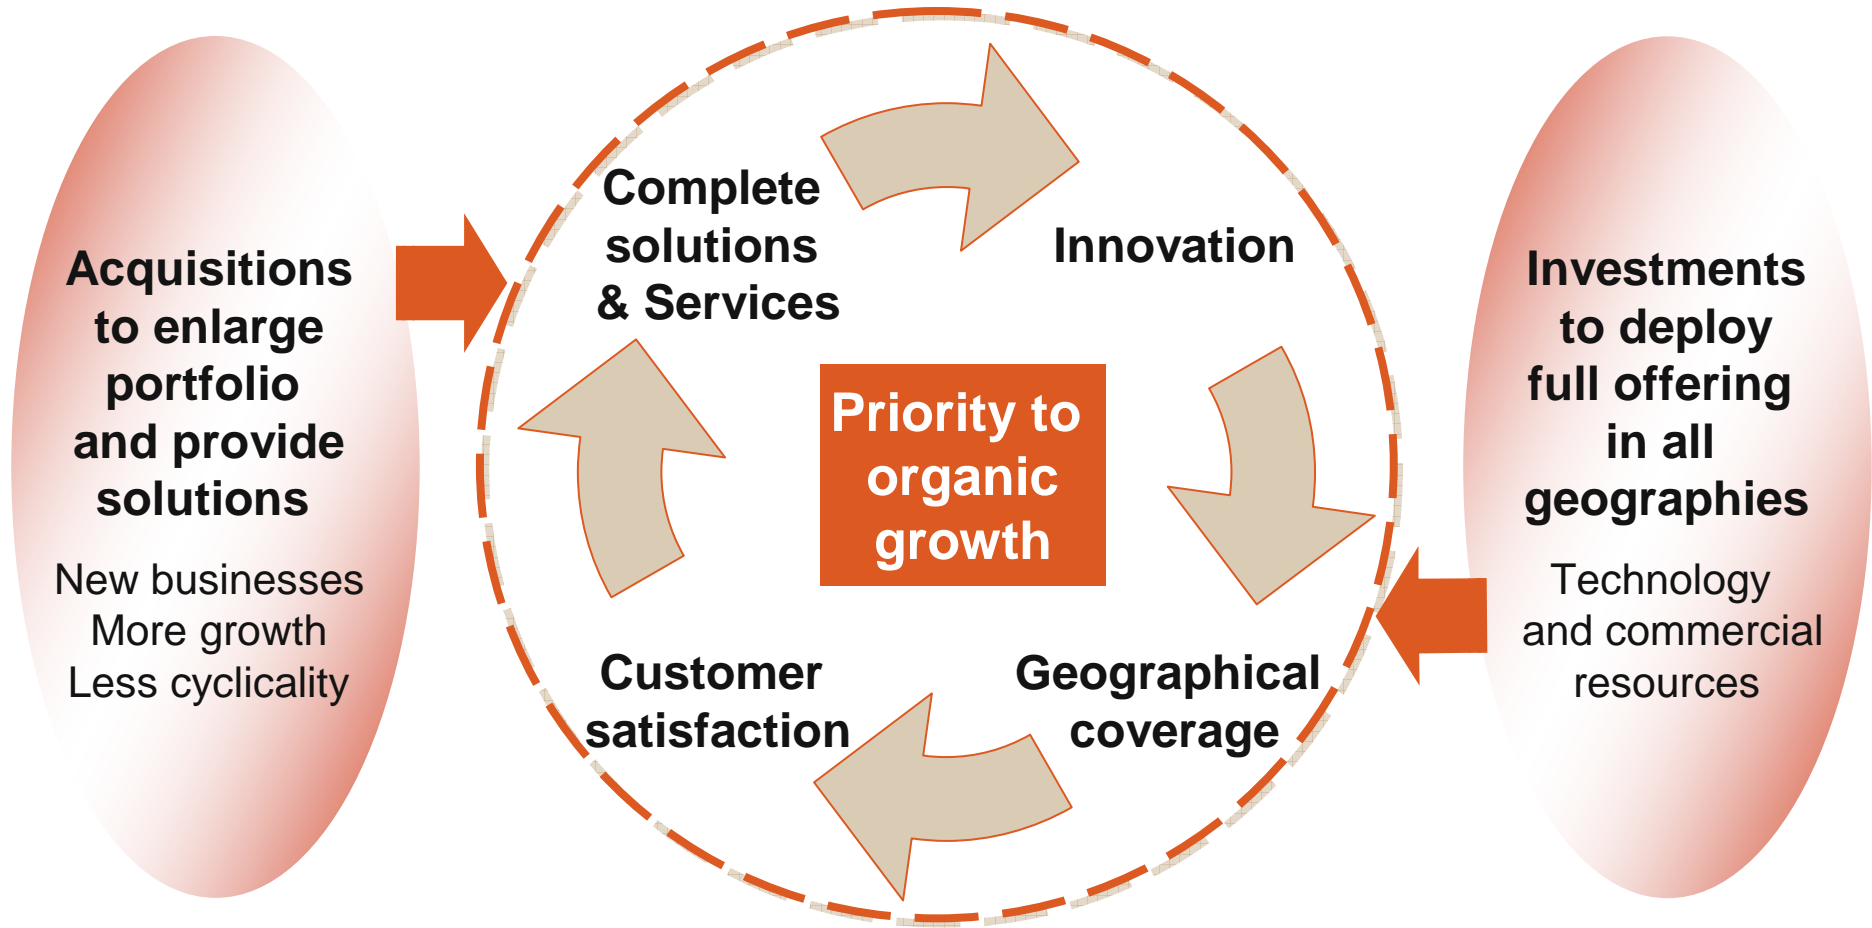 Acquisitions
to enlarge
portfolio
and provide
solutions
New businesses
More growth
Less cyclicality
Complete
solutions
& Services
Innovation
Priority to
organic
growth
Customer
satisfaction
Geographical
coverage
Investments
to deploy
full offering
in all
geographies
Technology
and commercial
resources